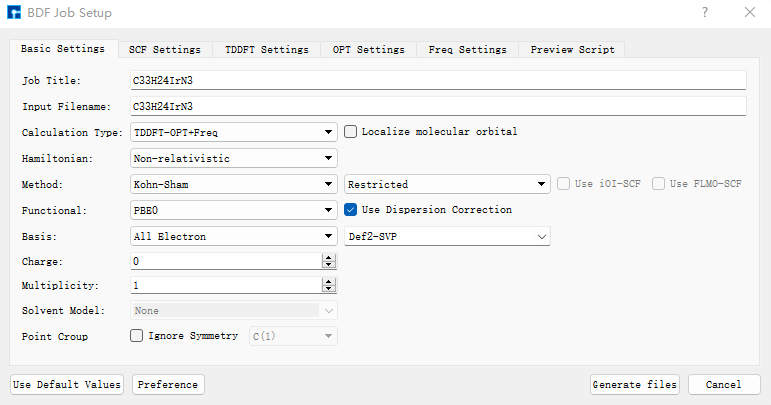 BDF Job Setup
Basic Settings SCF Settings TDDFT Settings OPT Settings Freq Settings Preview Script
Job Title: C33H24IrN3
Input Filename: C33H24IrN3
Calculation Type: TDDFT-OPT+Freq Localize molecular orbital
Hamiltonian: Non-relativistic
Method: Kohn-Sham Restricted Use iOI-SCF Use FLMO-SCF
Functional: PBE0 Use Dispersion Correction
Basis: All Electron Def2-SVP
Charge: 0
Multiplicity: 1
Solvent Model: None
Point Croup Ignore Symmetry C(1)
Use Default Values Preference Generate files Cancel